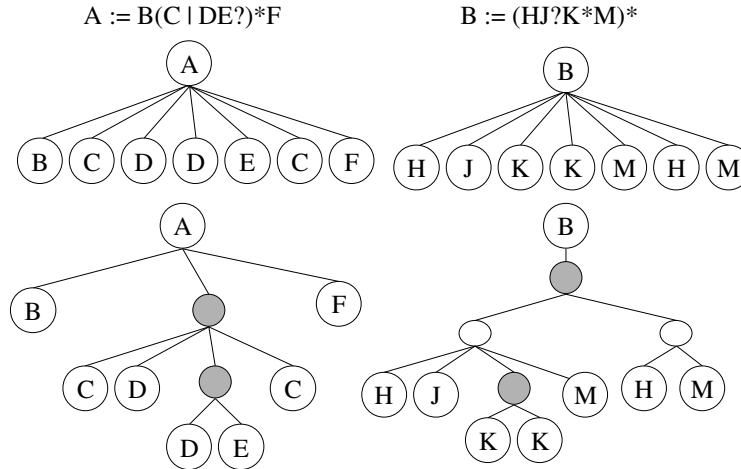 A := B(C | DE?)*F B := (HJ?K*M)*
A B
B C D D E C F H J K K M H M
A B
B F
C D C H J M H M
D E K K